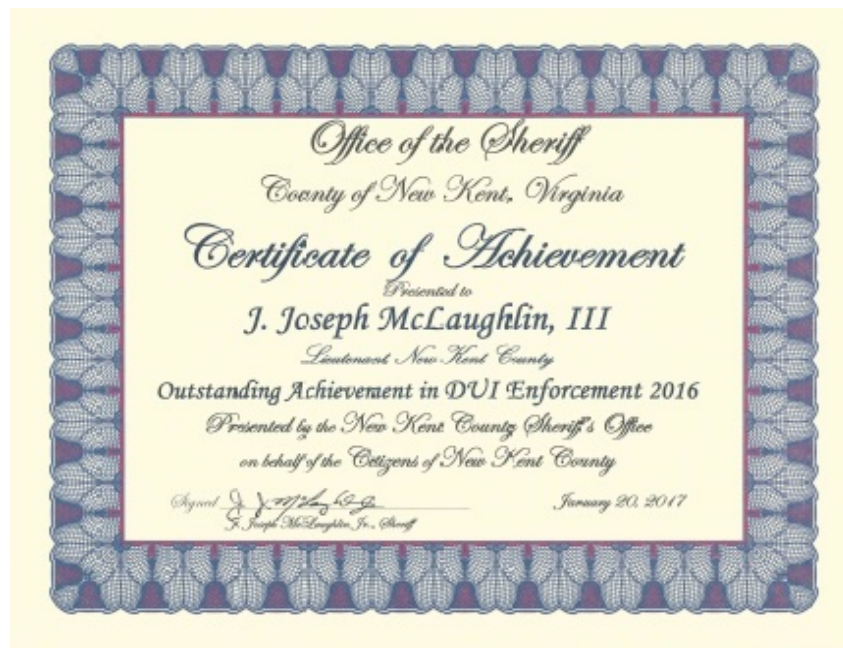 Office of the Sheriff
County of New Kent, Virginia
Certificate of Achievement
Presented to
J. Joseph McLaughlin, III
Lieutenant New Kent County
Outstanding Achievement in DUI Enforcement 2016
Presented by the New Kent County Sheriff's Office
on behalf of the Citizens of New Kent County
Signed January 20, 2017
Joseph McLaughlin, Jr., Sheriff